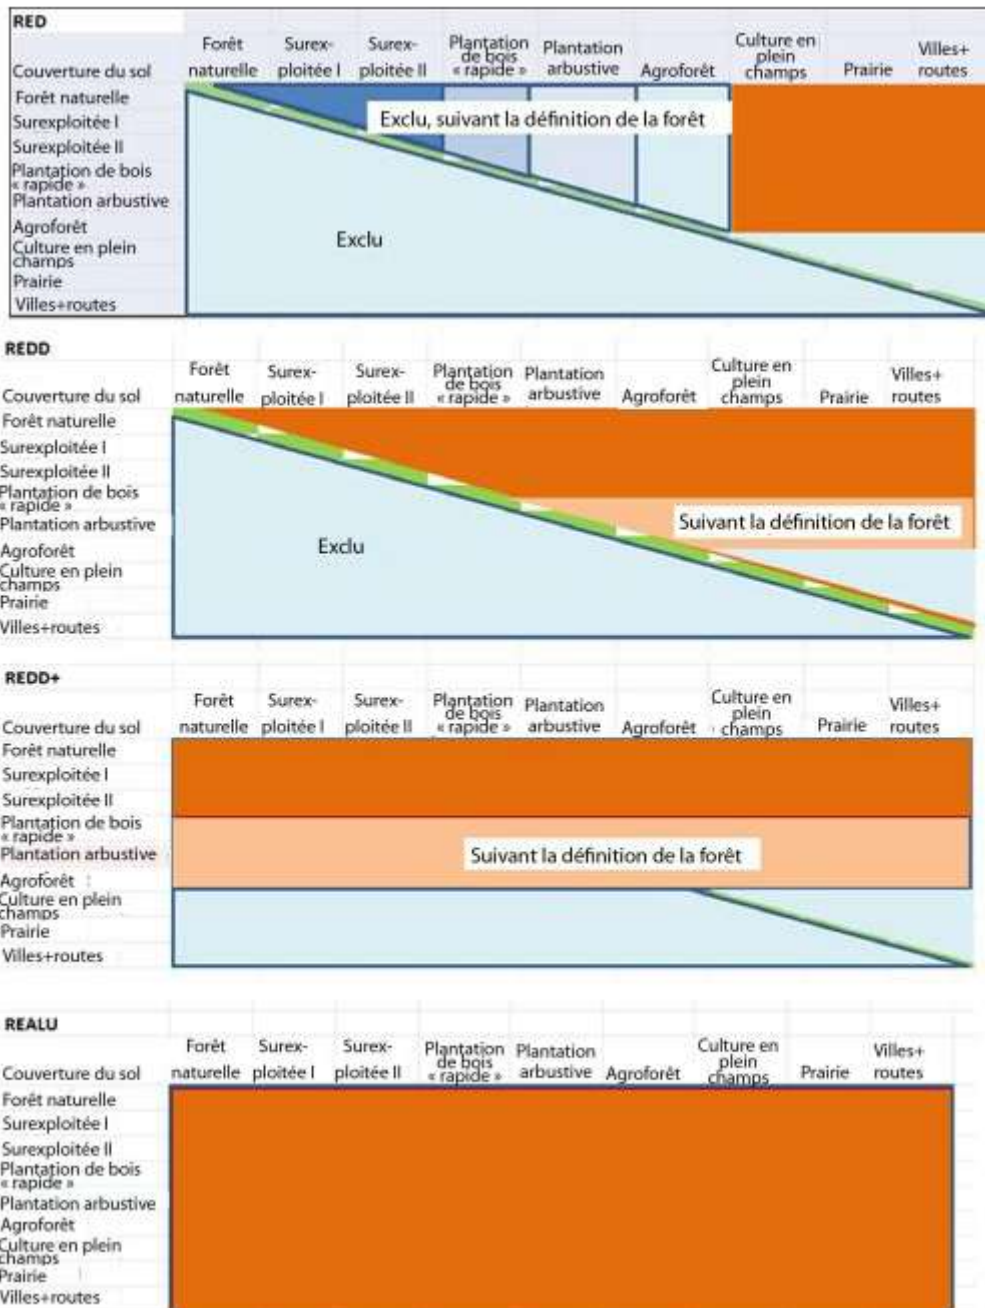 RED
Forêt Surex- Surex- Plantation de bois « rapide » Plantation arbustive Agroforêt Culture en plein champs Prairie Villes+ routes
Couverture du sol naturelle ploitée I ploitée II
Forêt naturelle
Surexploitée I
Exclu, suivant la définition de la forêt
Surexploitée II
Plantation de bois
« rapide »
Plantation arbustive
Agroforêt
Exclu
Culture en plein
champs
Prairie
Villes+routes
REDD
Forêt Surex- Surex- Plantation de bois « rapide » Plantation arbustive Agroforêt Culture en plein champs Prairie Villes+ routes
Couverture du sol naturelle ploitée I ploitée II
Forêt naturelle
Surexploitée I
Surexploitée II
Plantation de bois
« rapide »
Plantation arbustive
Suivant la définition de la forêt
Exclu
Agroforêt
Culture en plein
champs
Prairie
Villes+routes
REDD+
Forêt Surex- Surex- Plantation de bois « rapide » Plantation arbustive Agroforêt Culture en plein champs Prairie Villes+ routes
Couverture du sol naturelle ploitée I ploitée II
Forêt naturelle
Surexploitée I
Surexploitée II
Plantation de bois
« rapide »
Plantation arbustive
Suivant la définition de la forêt
Agroforêt
Culture en plein
champs
Prairie
Villes+routes
REALU
Forêt Surex- Surex- Plantation de bois « rapide » Plantation arbustive Agroforêt Culture en plein champs Prairie Villes+ routes
Couverture du sol naturelle ploitée I ploitée II
Forêt naturelle
Surexploitée I
Surexploitée II
Plantation de bois
« rapide »
Plantation arbustive
Agroforêt
Culture en plein
champs
Prairie
Villes+routes